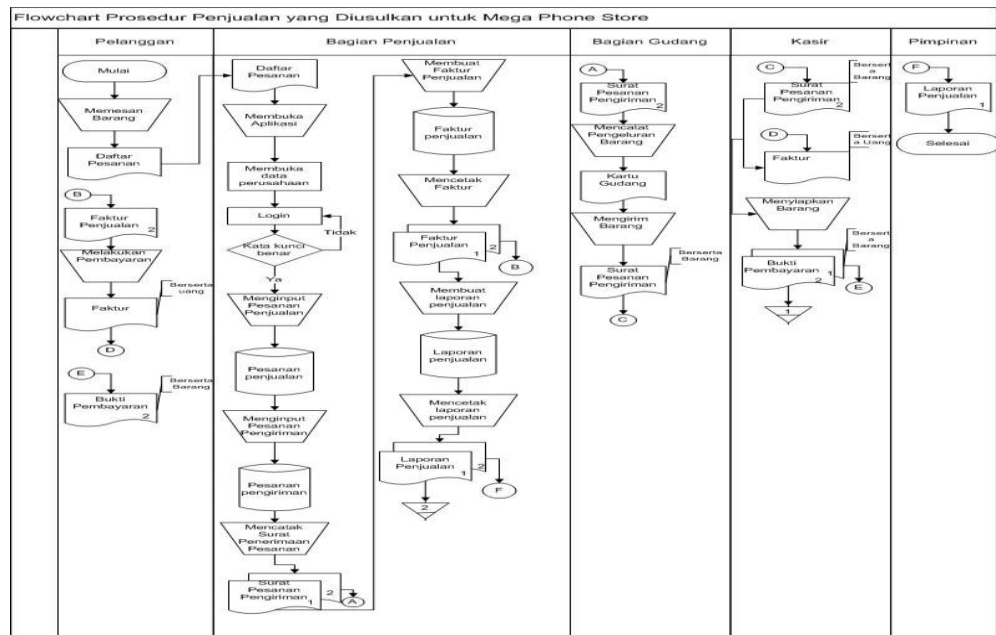 Flowchart Prosedur Penjualan yang Diusulkan untuk Mega Phone Store
Pelanggan
Bagian Penjualan
Bagian Gudang
Kasir
Pimpinan
Mulai
Memesan
Barang
Daftar
Pesanan
B
Faktur
Penjualan
2
Melakukan
Pembayaran
Faktur
Berserta
uang
D
E
Bukti
Pembayaran
2
Berserta
Barang
Daftar
Pesanan
Membuka
Aplikasi
Membuka
data
perusahaan
Login
Tidak
Kata kunci
benar
Ya
Menginput
Pesanan
Penjualan
Pesanan
penjualan
Menginput
Pesanan
Pengiriman
Pesanan
pengiriman
Mencatak
Surat
Penerimaan
Pesanan
Surat
Pesanan
Pengiriman
1
2
A
Membuat
Faktur
Penjualan
Faktur
penjualan
Mencetak
Faktur
Faktur
Penjualan
1
2
B
Membuat
laporan
penjualan
Laporan
penjualan
Mencetak
laporan
penjualan
Laporan
Penjualan
1
2
F
2
A
Surat
Pesanan
Pengiriman
2
Mencatat
Pengeluran
Barang
Kartu
Gudang
Mengirim
Barang
Surat
Pesanan
Pengiriman
Berserta
Barang
C
C
Surat
Pesanan
Pengiriman
2
Bersert
a Barang
D
Faktur
Bersert
a Uang
Menyiapkan
Barang
Bukti
Pembayaran
1
2
Bersert
a
Barang
E
1
F
Laporan
Penjualan
1
Selesai